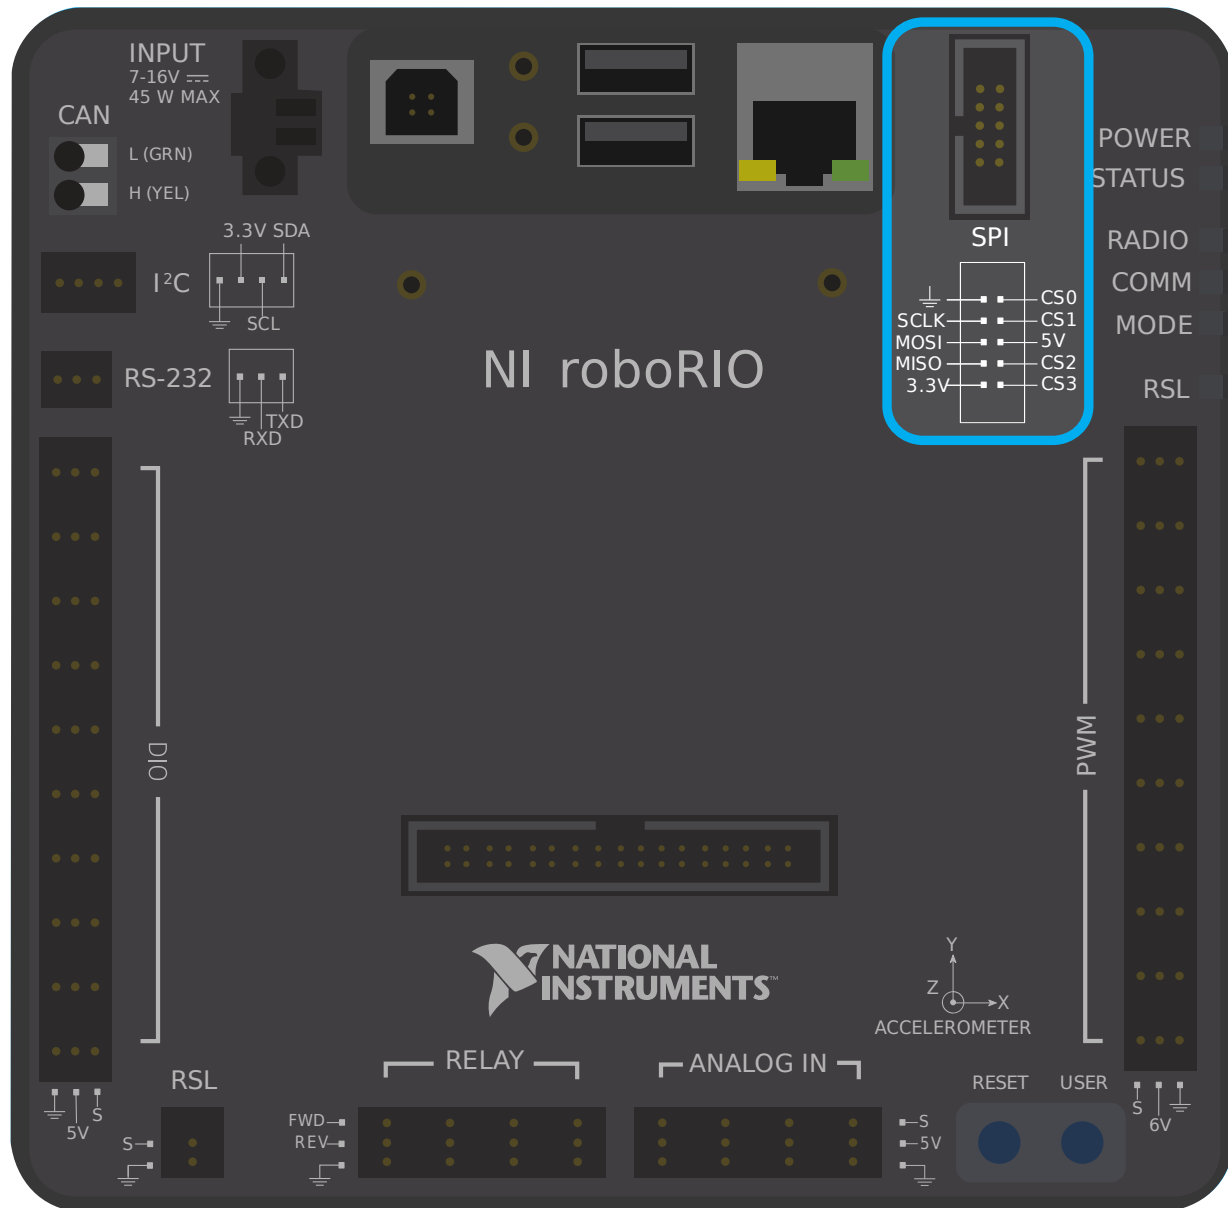 INPUT
7-16V
45 W MAX
CAN
L (GRN)
H (YEL)
3.3V SDA
I²C
SCL
RS-232
TXD
RXD
NI roboRIO
SPI
CS0
SCLK
CS1
MOSI
5V
MISO
CS2
3.3V
CS3
POWER
STATUS
RADIO
COMM
MODE
RSL
DIO
PWM
NATIONAL
INSTRUMENTS™
Y
Z
X
ACCELEROMETER
RSL
RELAY
ANALOG IN
RESET
USER
5V
S
S
FWD
REV
S
5V
S
6V